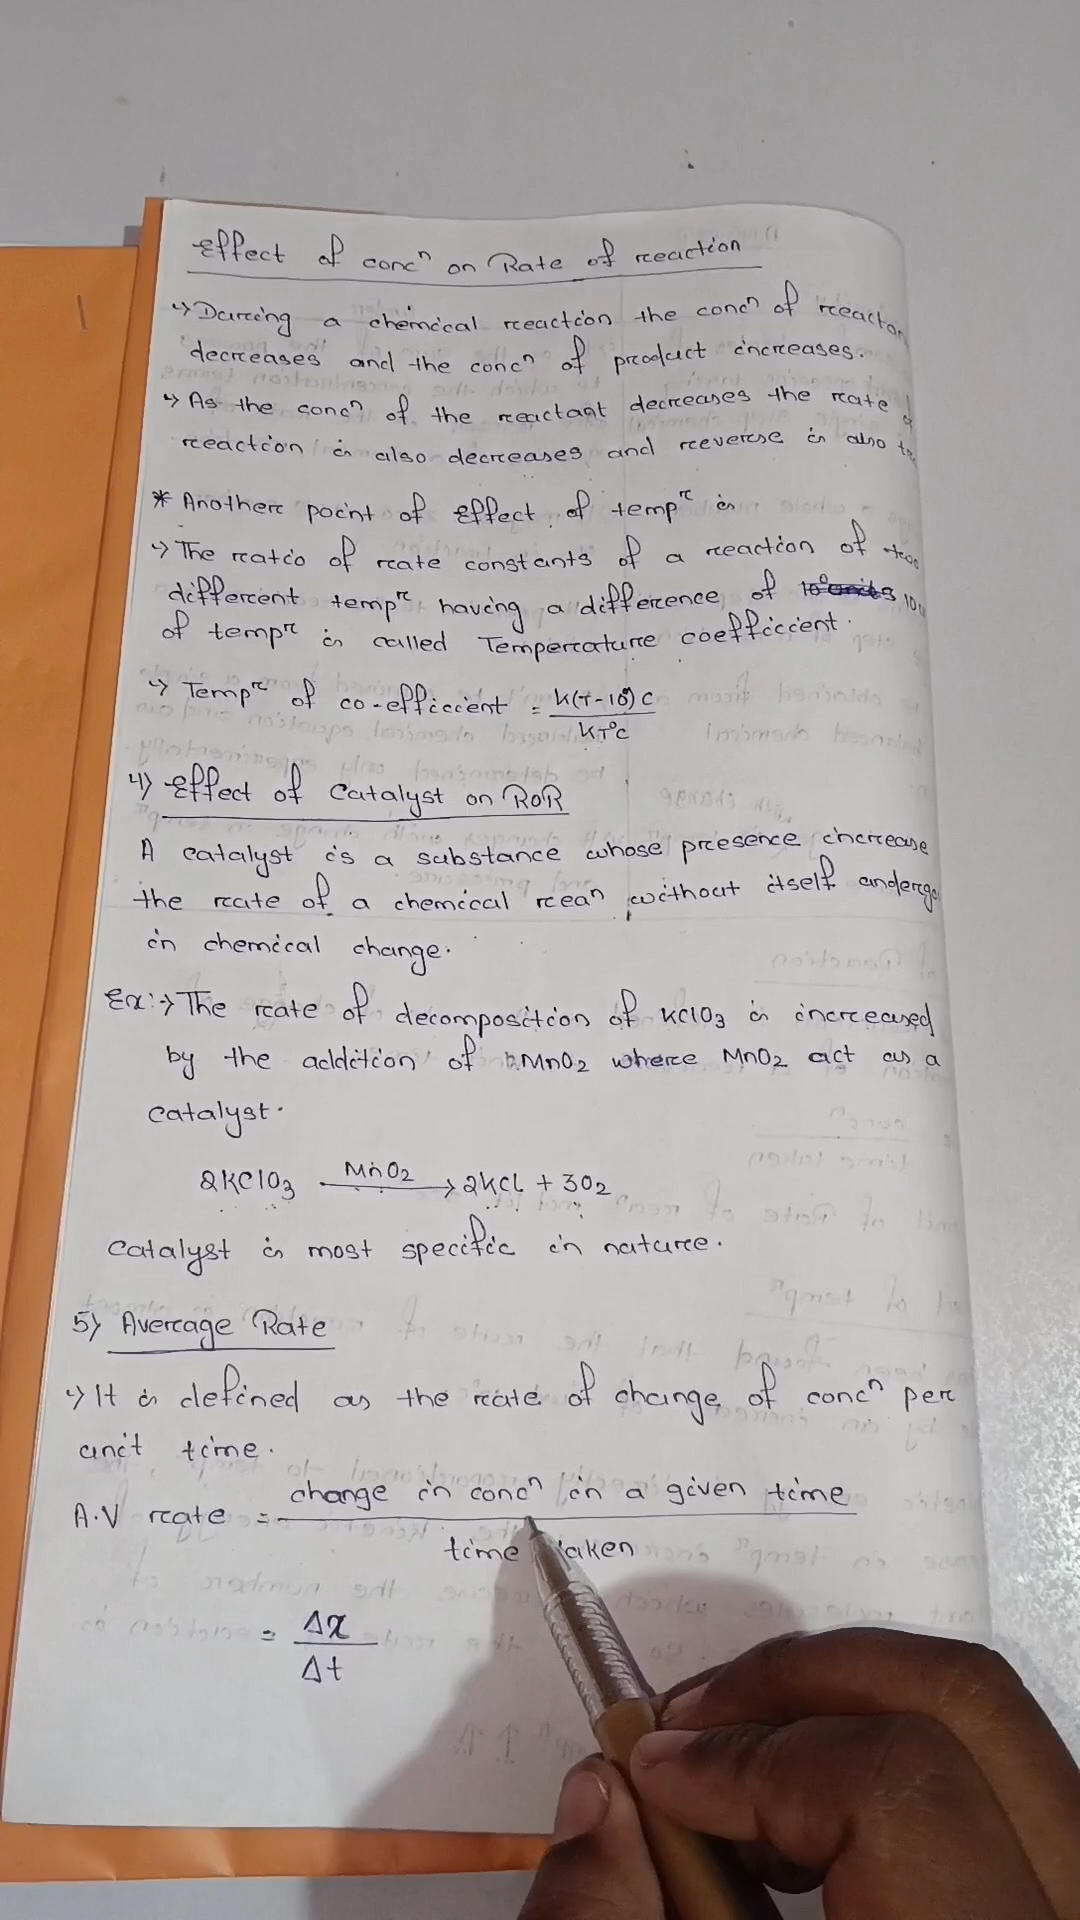 Effect of concⁿ on Rate of reaction
↳ During a chemical reaction the concⁿ of
decreases and the concⁿ of product increases.
↳ As the concⁿ of the reactant decreases the rate
reaction is also decreases and reverse is also
* Another point of effect of tempʳ is
↳ The ratio of rate constants of a reaction of
different tempʳ having a difference of
of tempʳ is called Temperature coefficient.
↳ Tempʳ of co-efficient = K(T-10°)C
KT°C
4) Effect of Catalyst on ROR
A catalyst is a substance whose presence increase
the rate of a chemical reaⁿ without itself
in chemical change.
Ex:→ The rate of decomposition of KClO3 is increased
by the addition of MnO2 where MnO2 act as a
catalyst.
2KClO3 MnO2 → 2KCl + 3O2
Catalyst is most specific in nature.
5) Average Rate
↳ It is defined as the rate of change of concⁿ per
unit time.
A.V rate = change in concⁿ in a given time
time taken
= Δx
Δt